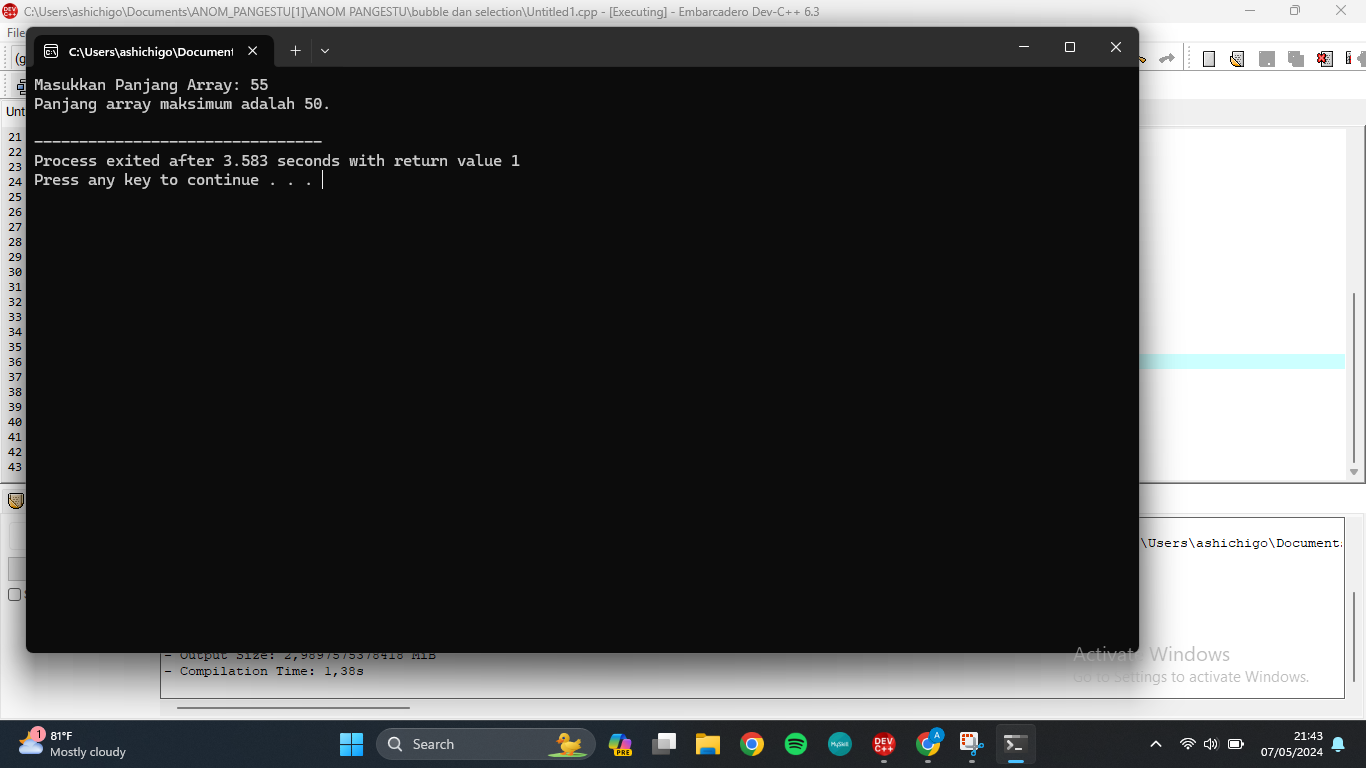 C:\Users\ashichigo\Documents\ANOM_PANGESTU[1]\ANOM PANGESTU\bubble dan selection\Untitled1.cpp - [Executing] - Embarcadero Dev-C++ 6.3
File
C:\Users\ashichigo\Document
(g
Masukkan Panjang Array: 55
Panjang array maksimum adalah 50.
--------------------------------
Process exited after 3.583 seconds with return value 1
Press any key to continue . . .
Unt
21
22
23
24
25
26
27
28
29
30
31
32
33
34
35
36
37
38
39
40
41
42
43
\Users\ashichigo\Document
- Output Size: 2,9897575378418 MiB
- Compilation Time: 1,38s
Activate Windows
Go to Settings to activate Windows.
1
81°F
Mostly cloudy
Search
PRE
MySkill
DEV
C++
A
21:43
07/05/2024